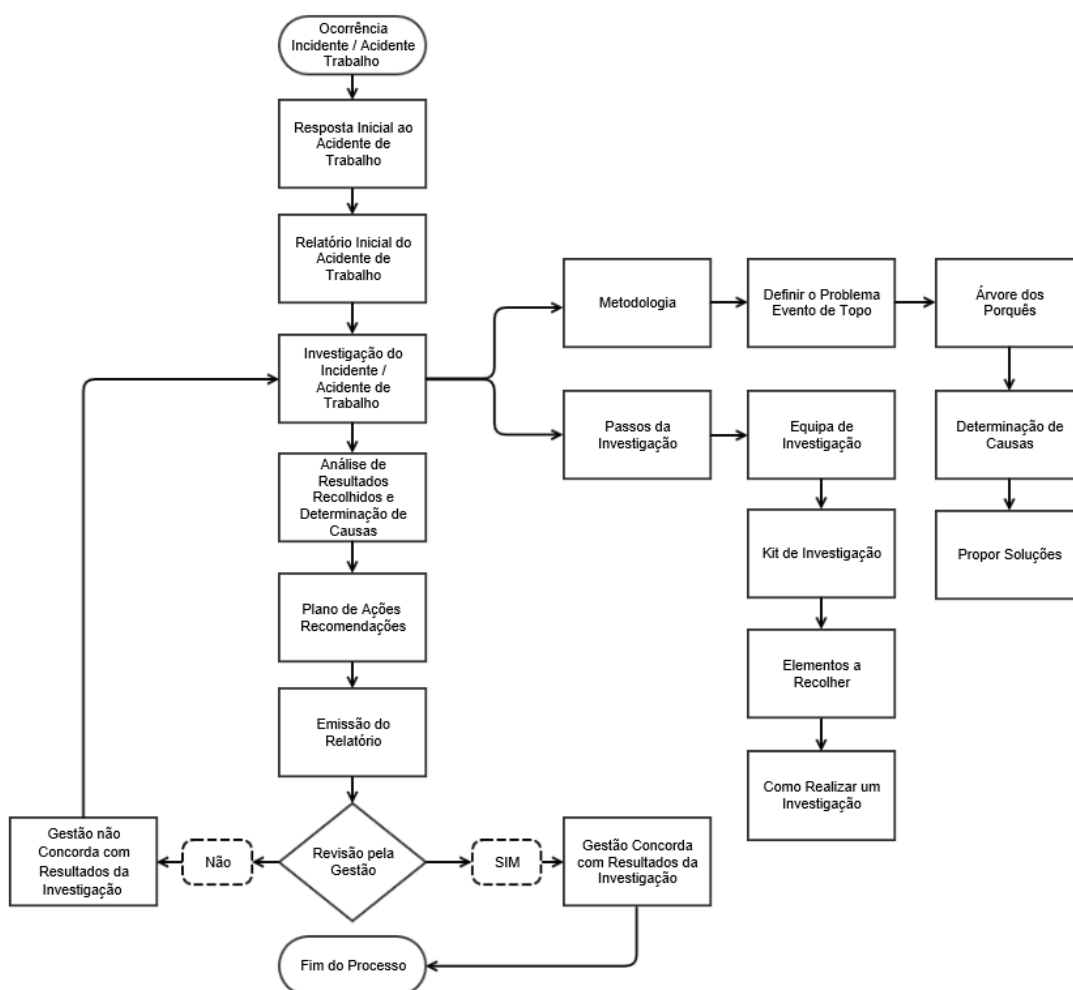 Ocorrência
Incidente / Acidente
Trabalho
Resposta Inicial ao
Acidente de
Trabalho
Relatório Inicial do
Acidente de
Trabalho
Investigação do
Incidente /
Acidente de
Trabalho
Metodologia
Definir o Problema
Evento de Topo
Árvore dos
Porquês
Determinação de
Causas
Propor Soluções
Passos da
Investigação
Equipa de
Investigação
Kit de Investigação
Elementos a
Recolher
Como Realizar um
Investigação
Análise de
Resultados
Recolhidos e
Determinação de
Causas
Plano de Ações
Recomendações
Emissão do
Relatório
Revisão pela
Gestão
Não
Gestão não
Concorda com
Resultados da
Investigação
SIM
Gestão Concorda
com Resultados da
Investigação
Fim do Processo